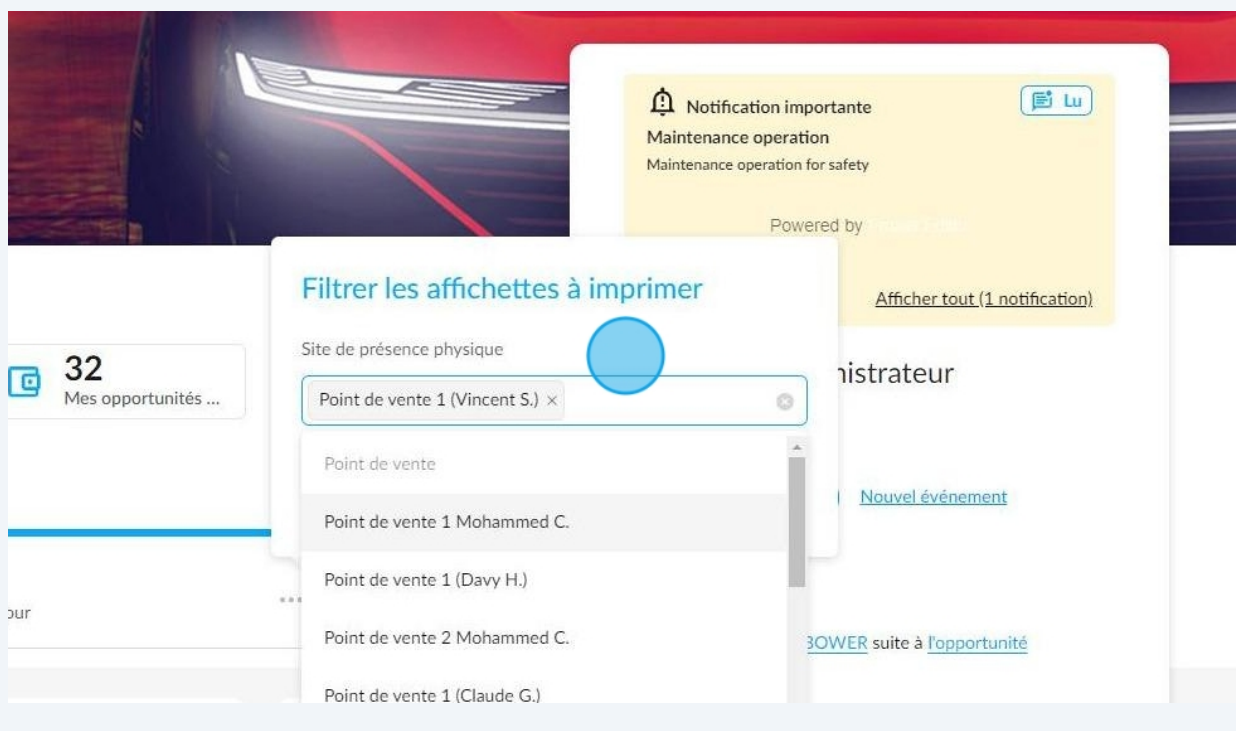 Notification importante
Lu
Maintenance operation
Maintenance operation for safety
Powered by
Afficher tout (1 notification)
Filtrer les affichettes à imprimer
Site de présence physique
Point de vente 1 (Vincent S.) ×
32
Mes opportunités ...
nistrateur
Point de vente
Point de vente 1 Mohammed C.
Nouvel événement
Point de vente 1 (Davy H.)
our
Point de vente 2 Mohammed C.
BOWER suite à l'opportunité
Point de vente 1 (Claude G.)